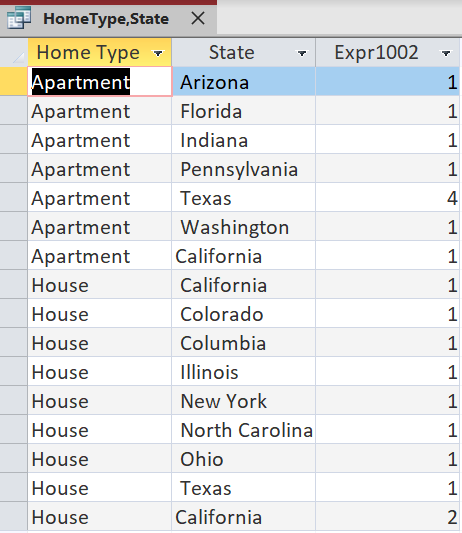 HomeType,State
Home Type State Expr1002
Apartment Arizona 1
Apartment Florida 1
Apartment Indiana 1
Apartment Pennsylvania 1
Apartment Texas 4
Apartment Washington 1
Apartment California 1
House California 1
House Colorado 1
House Columbia 1
House Illinois 1
House New York 1
House North Carolina 1
House Ohio 1
House Texas 1
House California 2